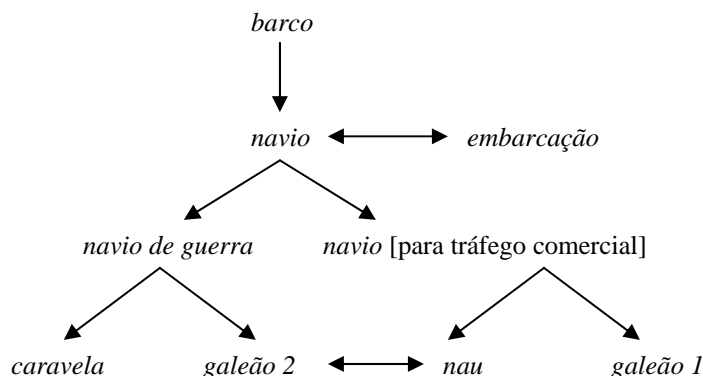 barco
navio embarcação
navio de guerra navio [para tráfego comercial]
caravela galeão 2 nau galeão 1